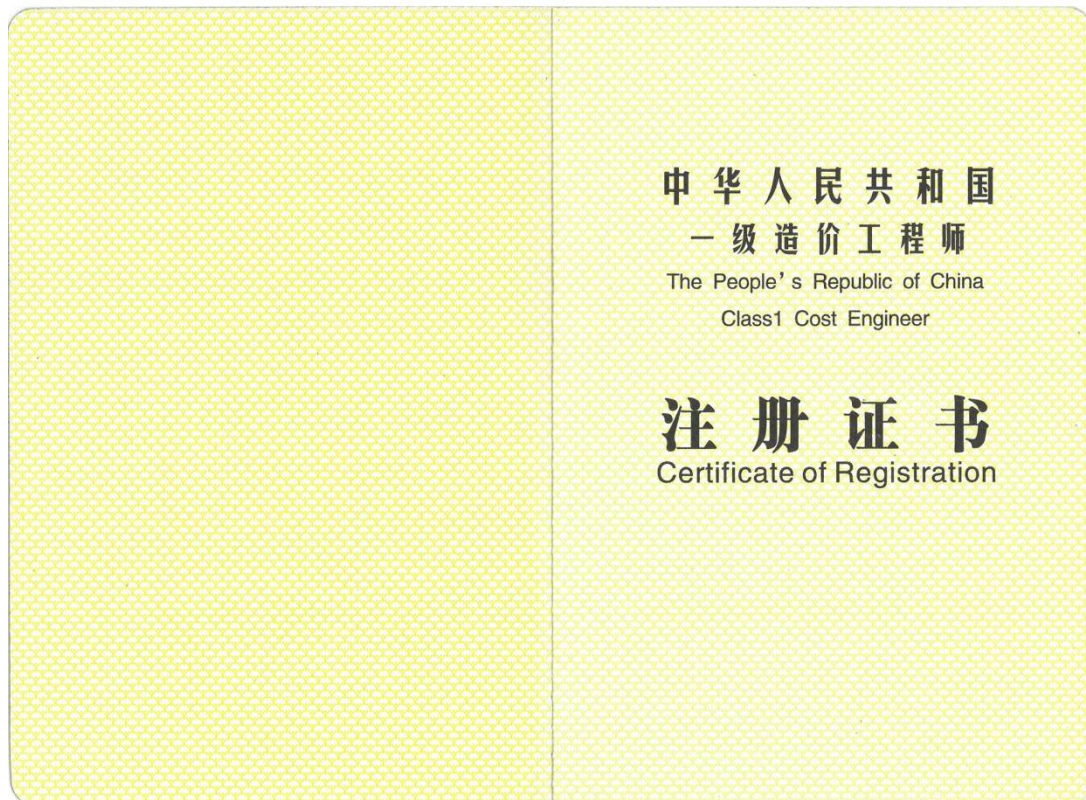 中华人民共和国
一级造价工程师
The People's Republic of China
Class1 Cost Engineer
注册证书
Certificate of Registration